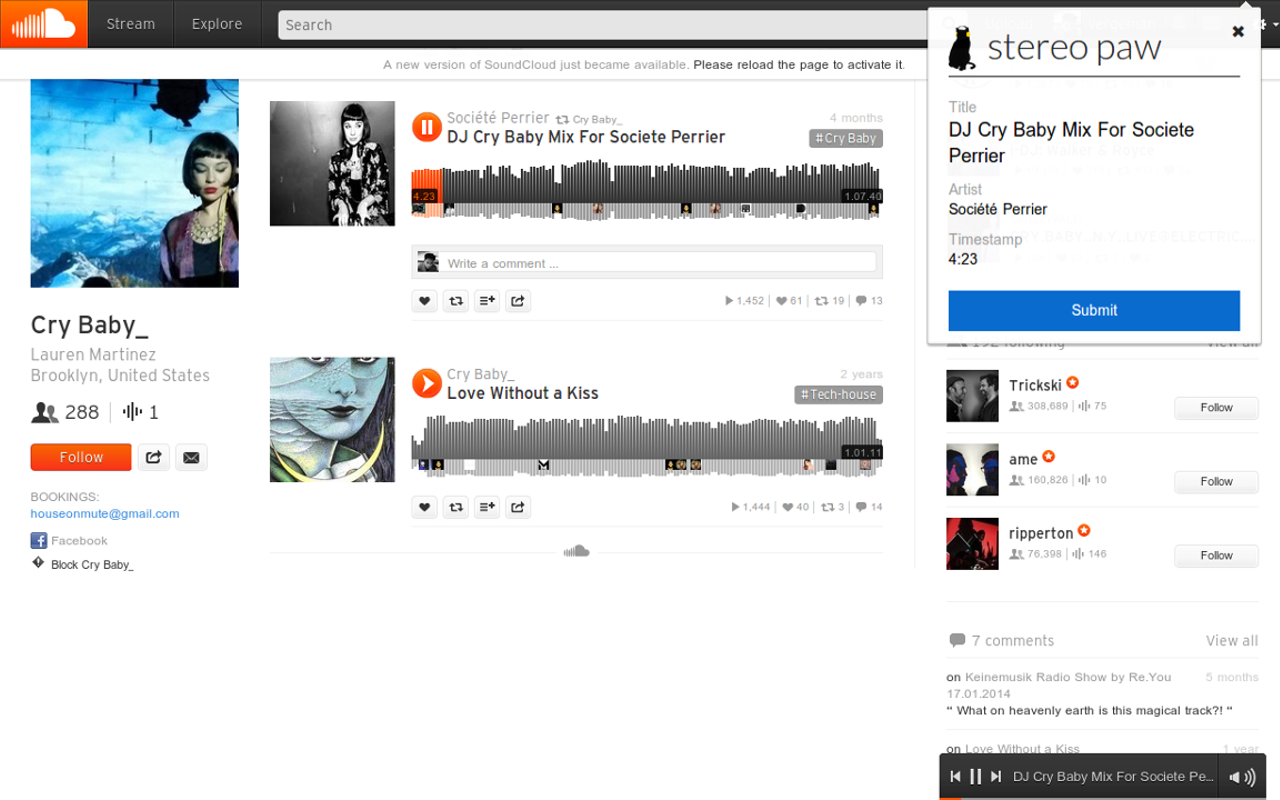 Stream
Explore
Search
A new version of SoundCloud just became available. Please reload the page to activate it.
stereo paw
Title
DJ Cry Baby Mix For Societe
Perrier
Artist
Société Perrier
Timestamp
4:23
Submit
Société Perrier Cry Baby_
4 months
DJ Cry Baby Mix For Societe Perrier
#Cry Baby
4.23
1.07.40
Write a comment ...
1,452 61 19 13
Cry Baby_
Lauren Martinez
Brooklyn, United States
288 1
Follow
BOOKINGS:
houseonmute@gmail.com
Facebook
Block Cry Baby_
Cry Baby_
2 years
Love Without a Kiss
#Tech-house
1.01.11
1,444 40 3 14
192 following
View all
Trickski
308,689 75
Follow
ame
160,826 10
Follow
ripperton
76,398 146
Follow
7 comments
View all
on Keinemusik Radio Show by Re.You
17.01.2014
5 months
" What on heavenly earth is this magical track?! "
on Love Without a Kiss
1 year
DJ Cry Baby Mix For Societe Pe...